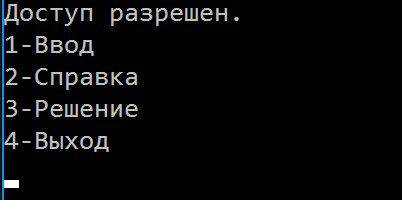 Доступ разрешен.
1-Ввод
2-Справка
3-Решение
4-Выход